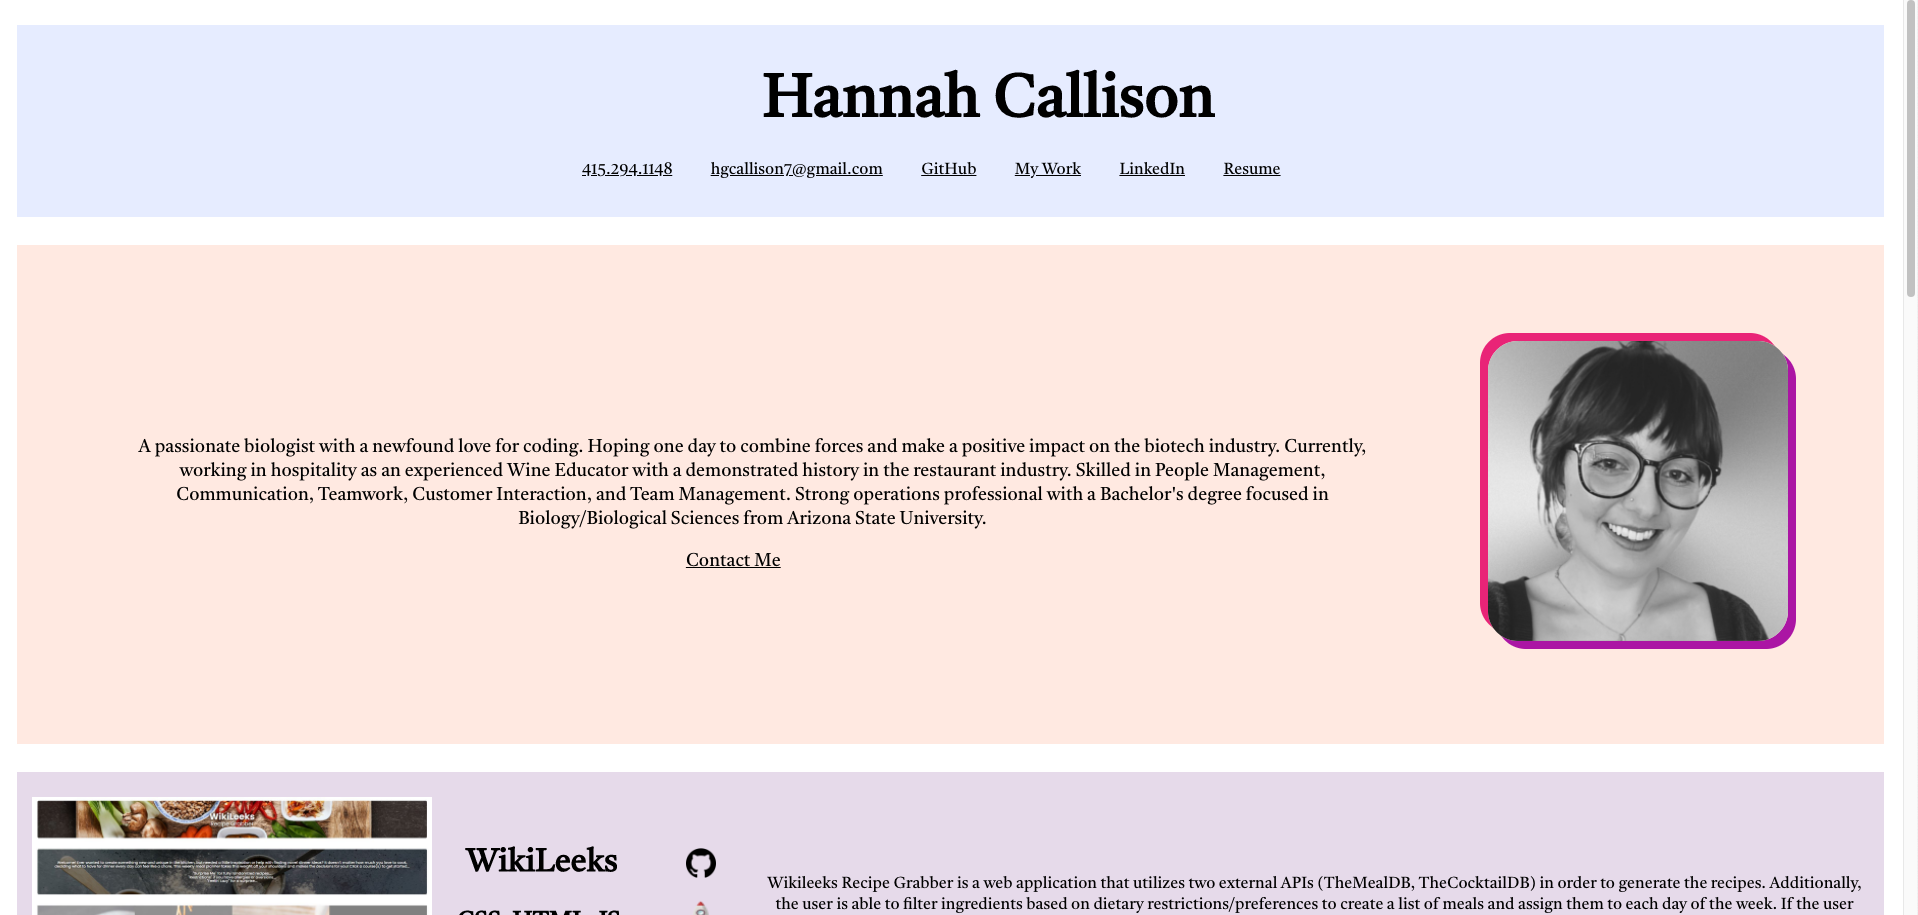 Hannah Callison
415.294.1148 hgcallison7@gmail.com GitHub My Work LinkedIn Resume
A passionate biologist with a newfound love for coding. Hoping one day to combine forces and make a positive impact on the biotech industry. Currently,
working in hospitality as an experienced Wine Educator with a demonstrated history in the restaurant industry. Skilled in People Management,
Communication, Teamwork, Customer Interaction, and Team Management. Strong operations professional with a Bachelor's degree focused in
Biology/Biological Sciences from Arizona State University.
Contact Me
WikiLeeks
WikiLeeks
CSS, HTML, JS
Wikileeks Recipe Grabber is a web application that utilizes two external APIs (TheMealDB, TheCocktailDB) in order to generate the recipes. Additionally,
the user is able to filter ingredients based on dietary restrictions/preferences to create a list of meals and assign them to each day of the week. If the user